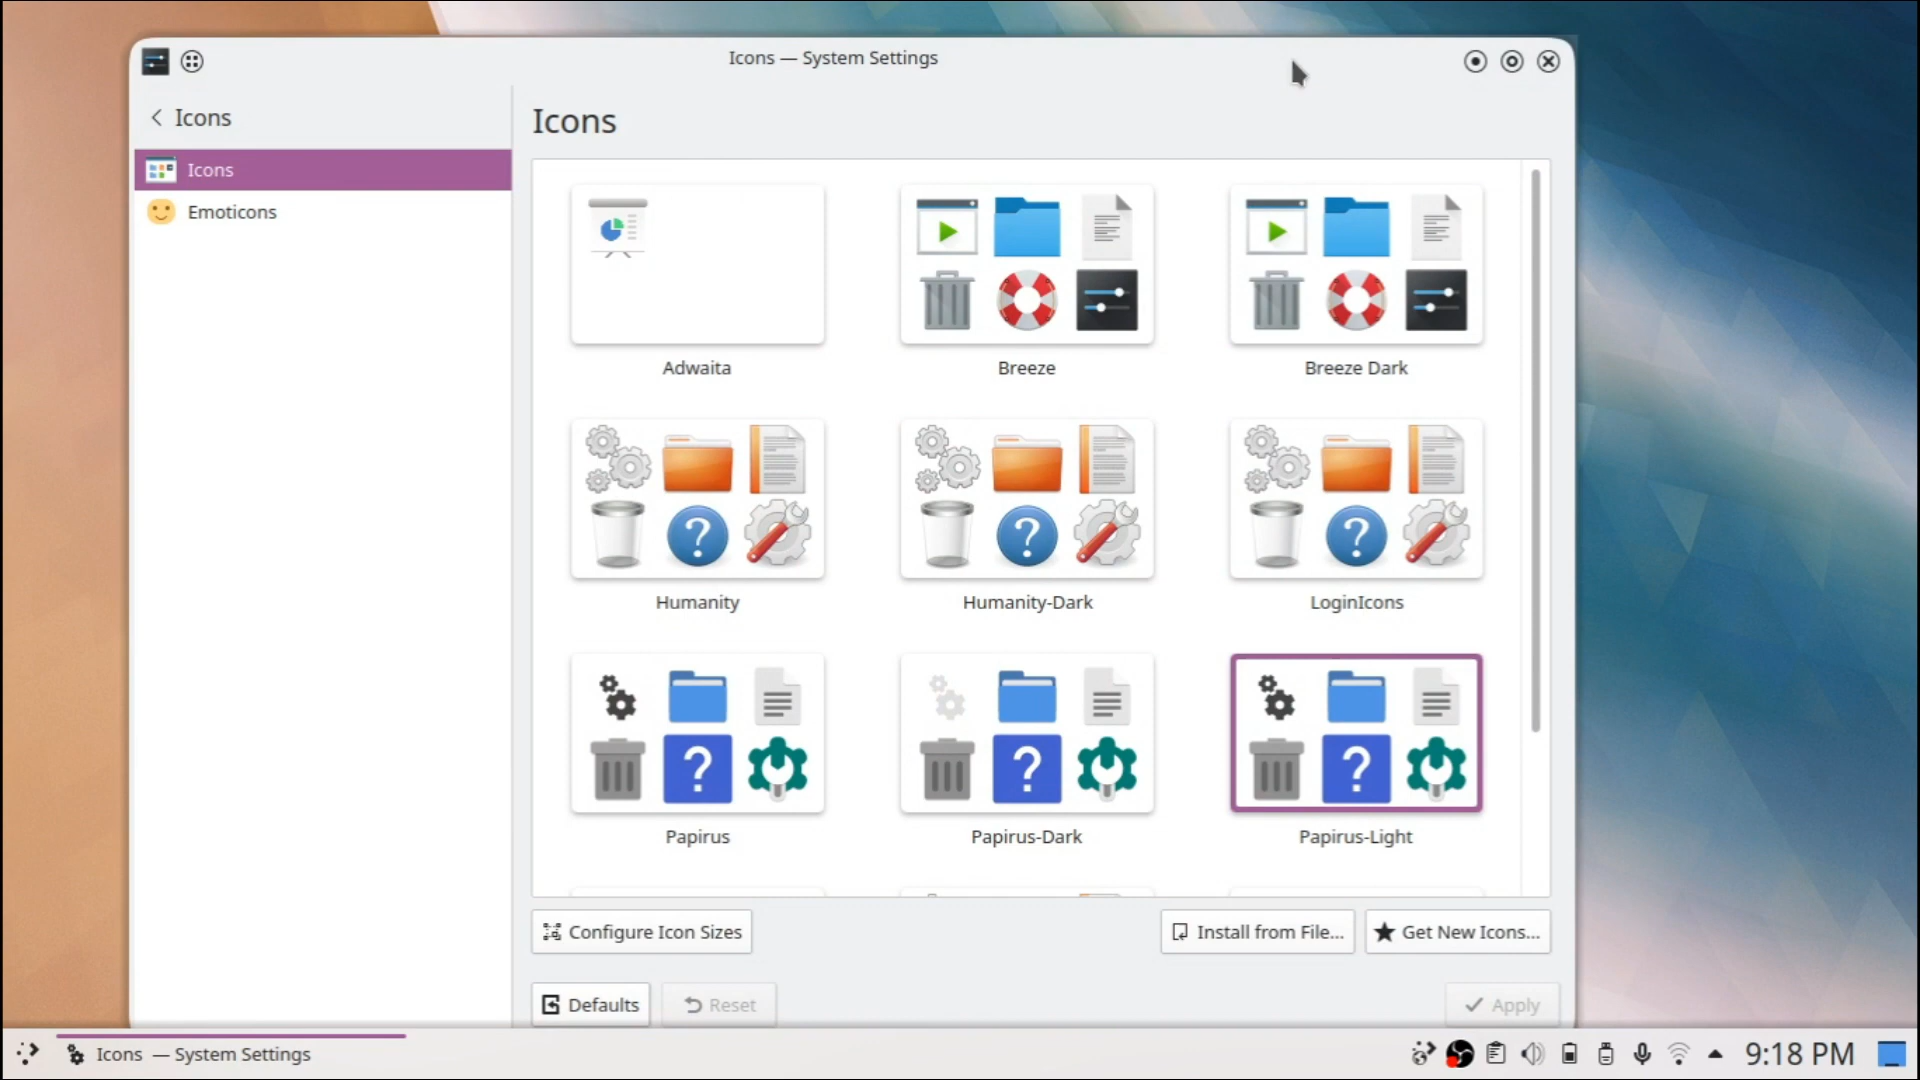 Icons — System Settings
Icons
Icons
Emoticons
Icons
Adwaita
Breeze
Breeze Dark
Humanity
Humanity-Dark
LoginIcons
Papirus
Papirus-Dark
Papirus-Light
Configure Icon Sizes
Install from File...
Get New Icons...
Defaults
Reset
Apply
Icons — System Settings
9:18 PM